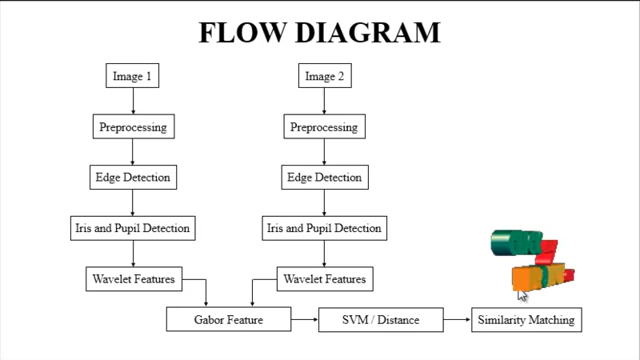 FLOW DIAGRAM
Image 1
Image 2
Preprocessing
Preprocessing
Edge Detection
Edge Detection
Iris and Pupil Detection
Iris and Pupil Detection
Wavelet Features
Wavelet Features
Gabor Feature
SVM / Distance
Similarity Matching